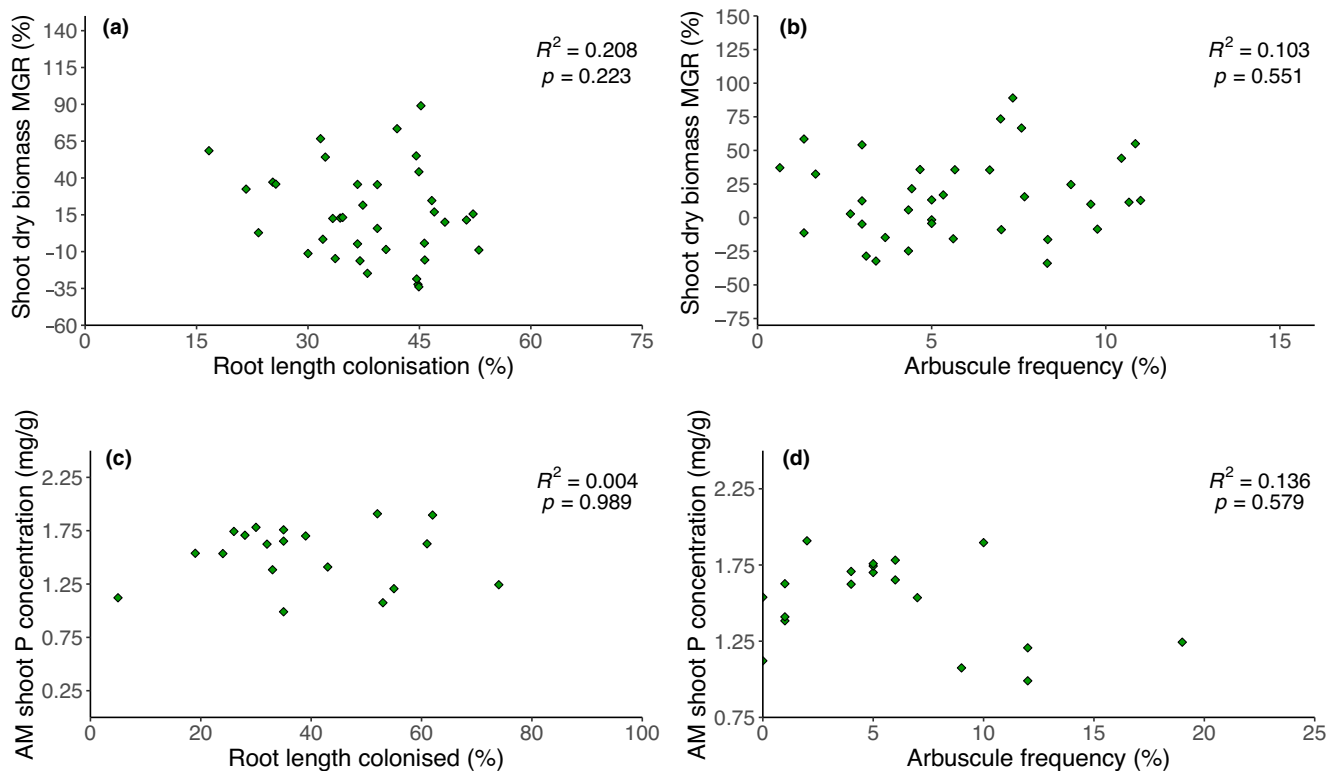 (a)
R² = 0.208
p = 0.223
Shoot dry biomass MGR (%)
140
115
90
65
40
15
−10
−35
−60
0 15 30 45 60 75
Root length colonisation (%)
(b)
R² = 0.103
p = 0.551
Shoot dry biomass MGR (%)
150
125
100
75
50
25
0
−25
−50
−75
0 5 10 15
Arbuscule frequency (%)
(c)
R² = 0.004
p = 0.989
AM shoot P concentration (mg/g)
2.25
1.75
1.25
0.75
0.25
0 20 40 60 80 100
Root length colonised (%)
(d)
R² = 0.136
p = 0.579
AM shoot P concentration (mg/g)
2.25
1.75
1.25
0.75
0 5 10 15 20 25
Arbuscule frequency (%)